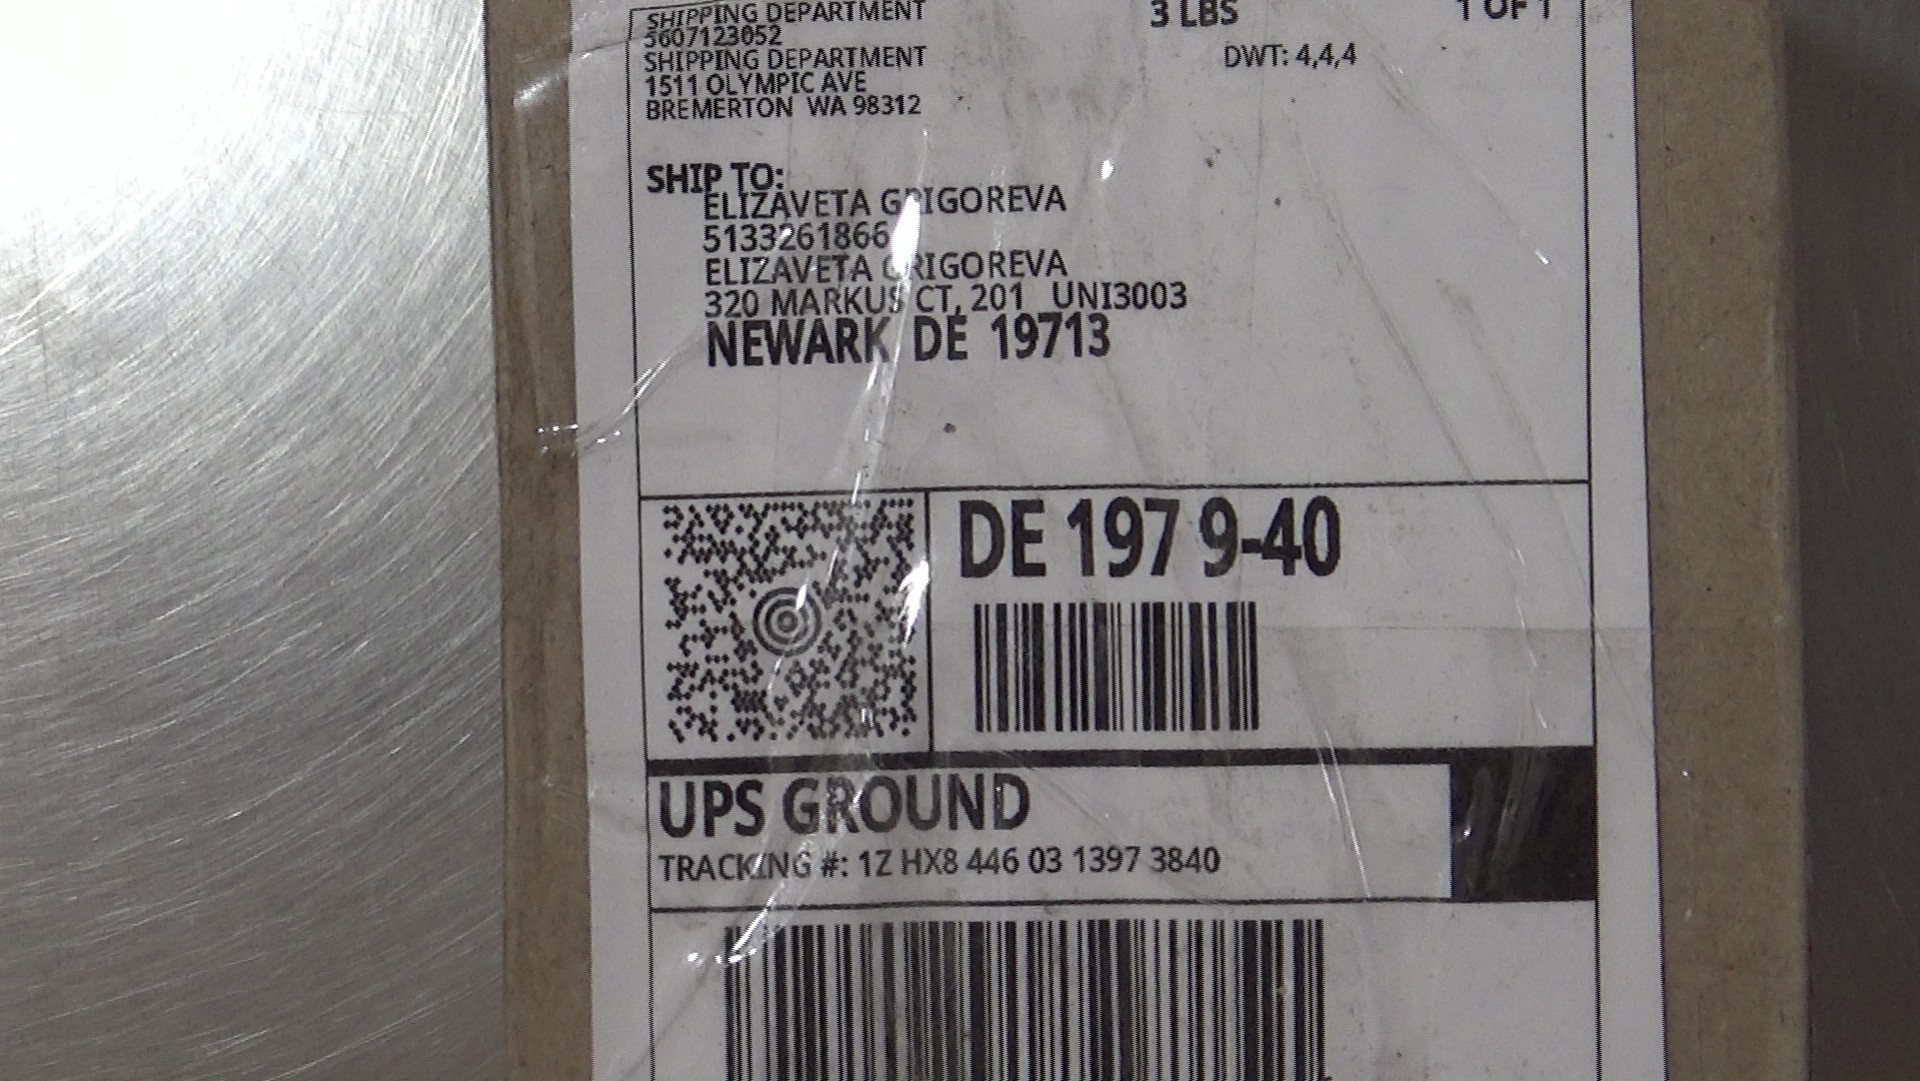 SHIPPING DEPARTMENT
3607123052
SHIPPING DEPARTMENT
1511 OLYMPIC AVE
BREMERTON WA 98312
3 LBS
1 OF 1
DWT: 4,4,4
SHIP TO:
ELIZAVETA GRIGOREVA
5133261866
ELIZAVETA GRIGOREVA
320 MARKUS CT, 201 UNI3003
NEWARK DE 19713
DE 197 9-40
UPS GROUND
TRACKING #: 1Z HX8 446 03 1397 3840